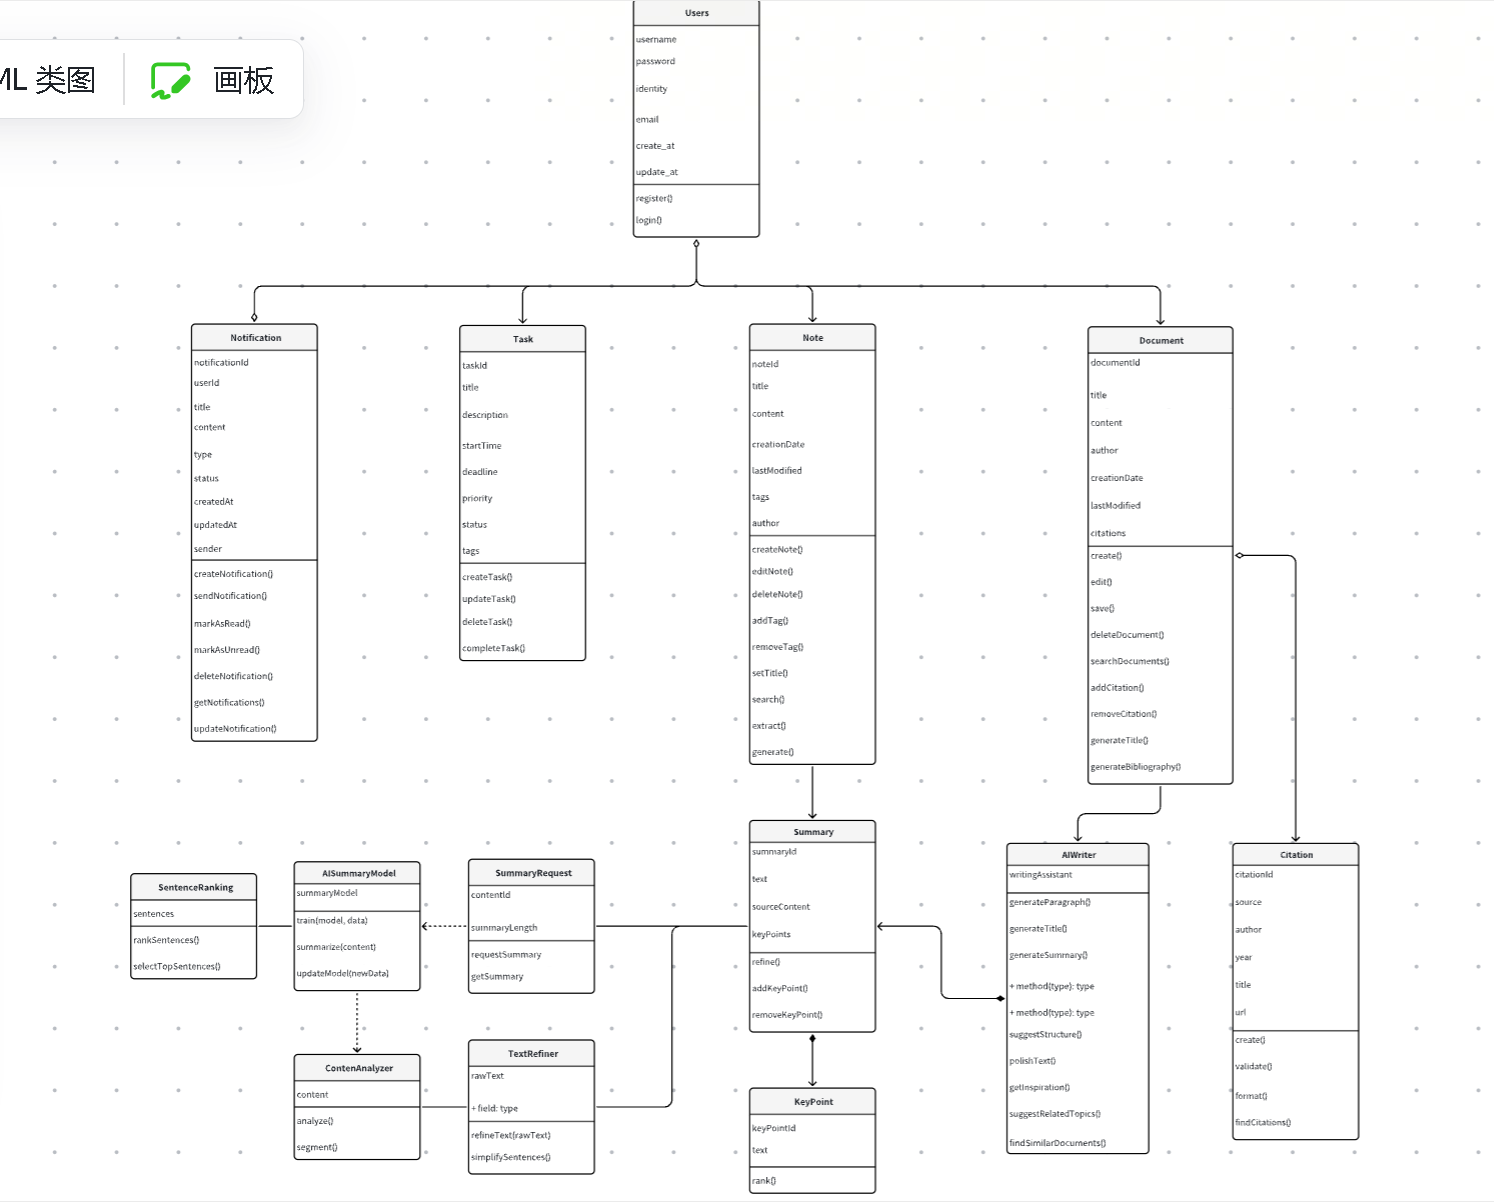 Users
username
password
identity
email
create_at
update_at
register()
login()
ML 类图
画板
Notification
notificationId
userId
title
content
type
status
createdAt
updatedAt
sender
createNotification()
sendNotification()
markAsRead()
markAsUnread()
deleteNotification()
getNotifications()
updateNotification()
Task
taskId
title
description
startTime
deadline
priority
status
tags
createTask()
updateTask()
deleteTask()
completeTask()
Note
noteId
title
content
creationDate
lastModified
tags
author
createNote()
editNote()
deleteNote()
addTag()
removeTag()
setTitle()
search()
extract()
generate()
Document
documentId
title
content
author
creationDate
lastModified
citations
create()
edit()
save()
deleteDocument()
searchDocuments()
addCitation()
removeCitation()
generateTitle()
generateBibliography()
SentenceRanking
sentences
rankSentences()
selectTopSentences()
AISummaryModel
summaryModel
train(model, data)
summarize(content)
updateModel(newData)
SummaryRequest
contentId
summaryLength
requestSummary
getSummary
Summary
summaryId
text
sourceContent
keyPoints
refine()
addKeyPoint()
removeKeyPoint()
AIWriter
writingAssistant
generateParagraph()
generateTitle()
generateSummary()
+ method(type): type
+ method(type): type
suggestStructure()
polishText()
getInspiration()
suggestRelatedTopics()
findSimilarDocuments()
Citation
citationId
source
author
year
title
url
create()
validate()
format()
findCitations()
ContenAnalyzer
content
analyze()
segment()
TextRefiner
rawText
+ field: type
refineText(rawText)
simplifySentences()
KeyPoint
keyPointId
text
rank()